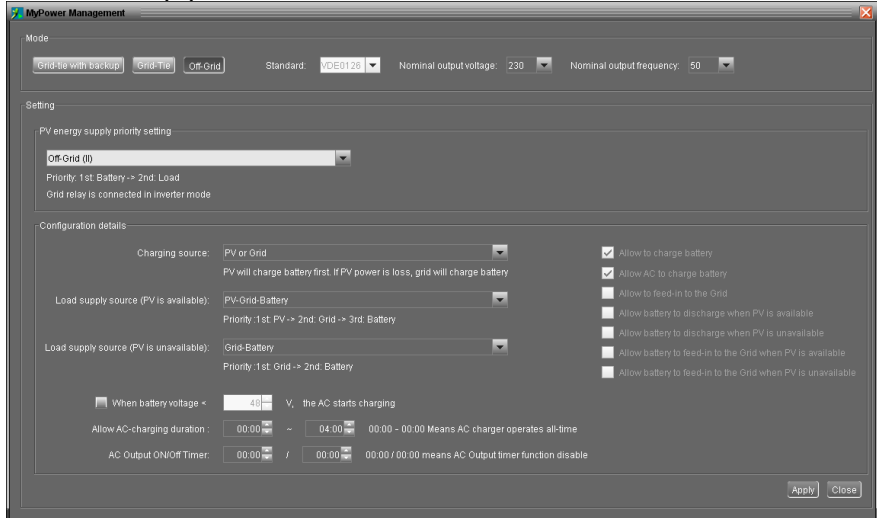 MyPower Management
Mode
Grid-tie with backup Grid-Tie Off-Grid Standard: VDE0126 Nominal output voltage: 230 Nominal output frequency: 50
Setting
PV energy supply priority setting
Off-Grid (II)
Priority: 1st: Battery -> 2nd: Load
Grid relay is connected in inverter mode
Configuration details
Charging source: PV or Grid
PV will charge battery first. If PV power is loss, grid will charge battery
Load supply source (PV is available): PV-Grid-Battery
Priority :1st: PV -> 2nd: Grid -> 3rd: Battery
Load supply source (PV is unavailable): Grid-Battery
Priority :1st: Grid -> 2nd: Battery
Allow to charge battery
Allow AC to charge battery
Allow to feed-in to the Grid
Allow battery to discharge when PV is available
Allow battery to discharge when PV is unavailable
Allow battery to feed-in to the Grid when PV is available
Allow battery to feed-in to the Grid when PV is unavailable
When battery voltage < 48 V, the AC starts charging
Allow AC-charging duration : 00:00 ~ 04:00 00:00 - 00:00 Means AC charger operates all-time
AC Output ON/Off Timer: 00:00 / 00:00 00:00 / 00:00 means AC Output timer function disable
Apply Close